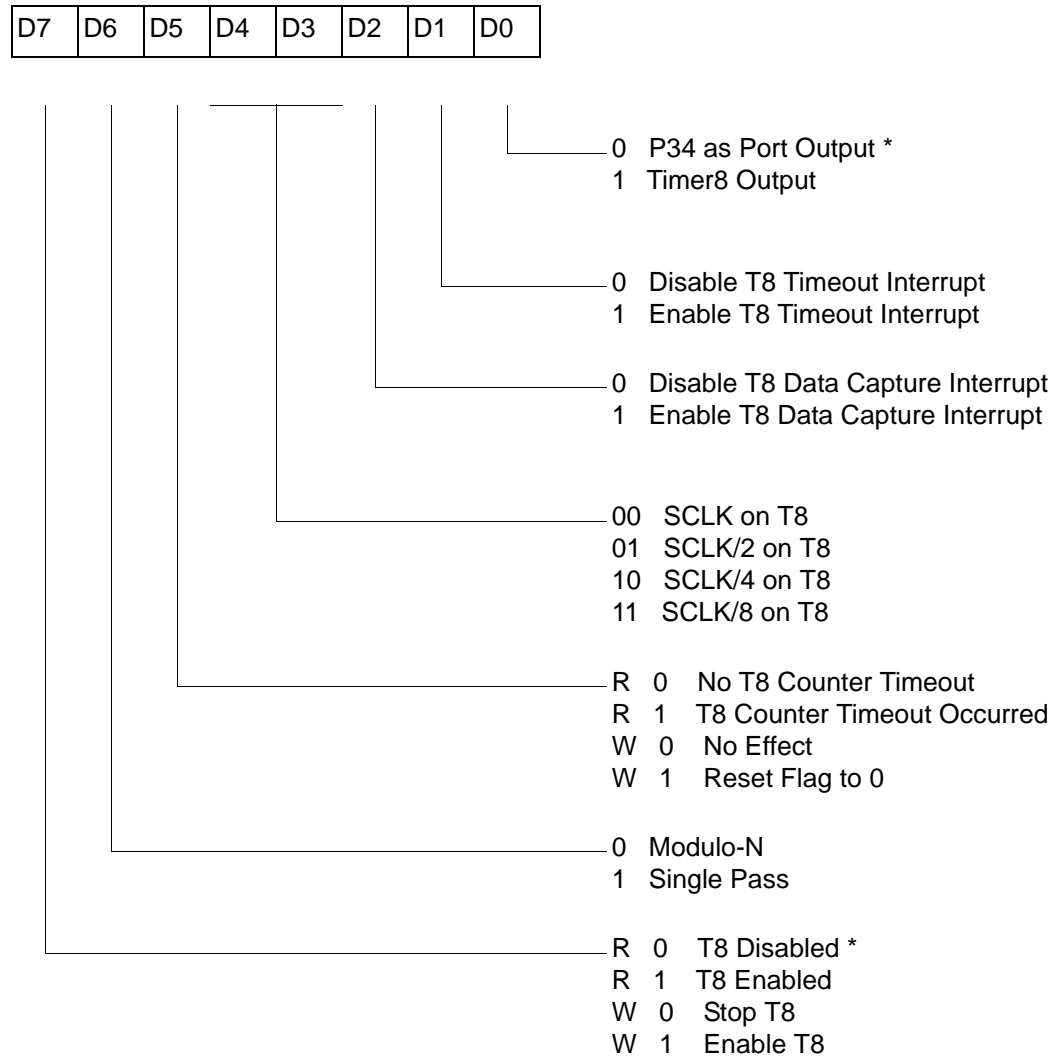 D7 D6 D5 D4 D3 D2 D1 D0
0 P34 as Port Output *
1 Timer8 Output
0 Disable T8 Timeout Interrupt
1 Enable T8 Timeout Interrupt
0 Disable T8 Data Capture Interrupt
1 Enable T8 Data Capture Interrupt
00 SCLK on T8
01 SCLK/2 on T8
10 SCLK/4 on T8
11 SCLK/8 on T8
R 0 No T8 Counter Timeout
R 1 T8 Counter Timeout Occurred
W 0 No Effect
W 1 Reset Flag to 0
0 Modulo-N
1 Single Pass
R 0 T8 Disabled *
R 1 T8 Enabled
W 0 Stop T8
W 1 Enable T8